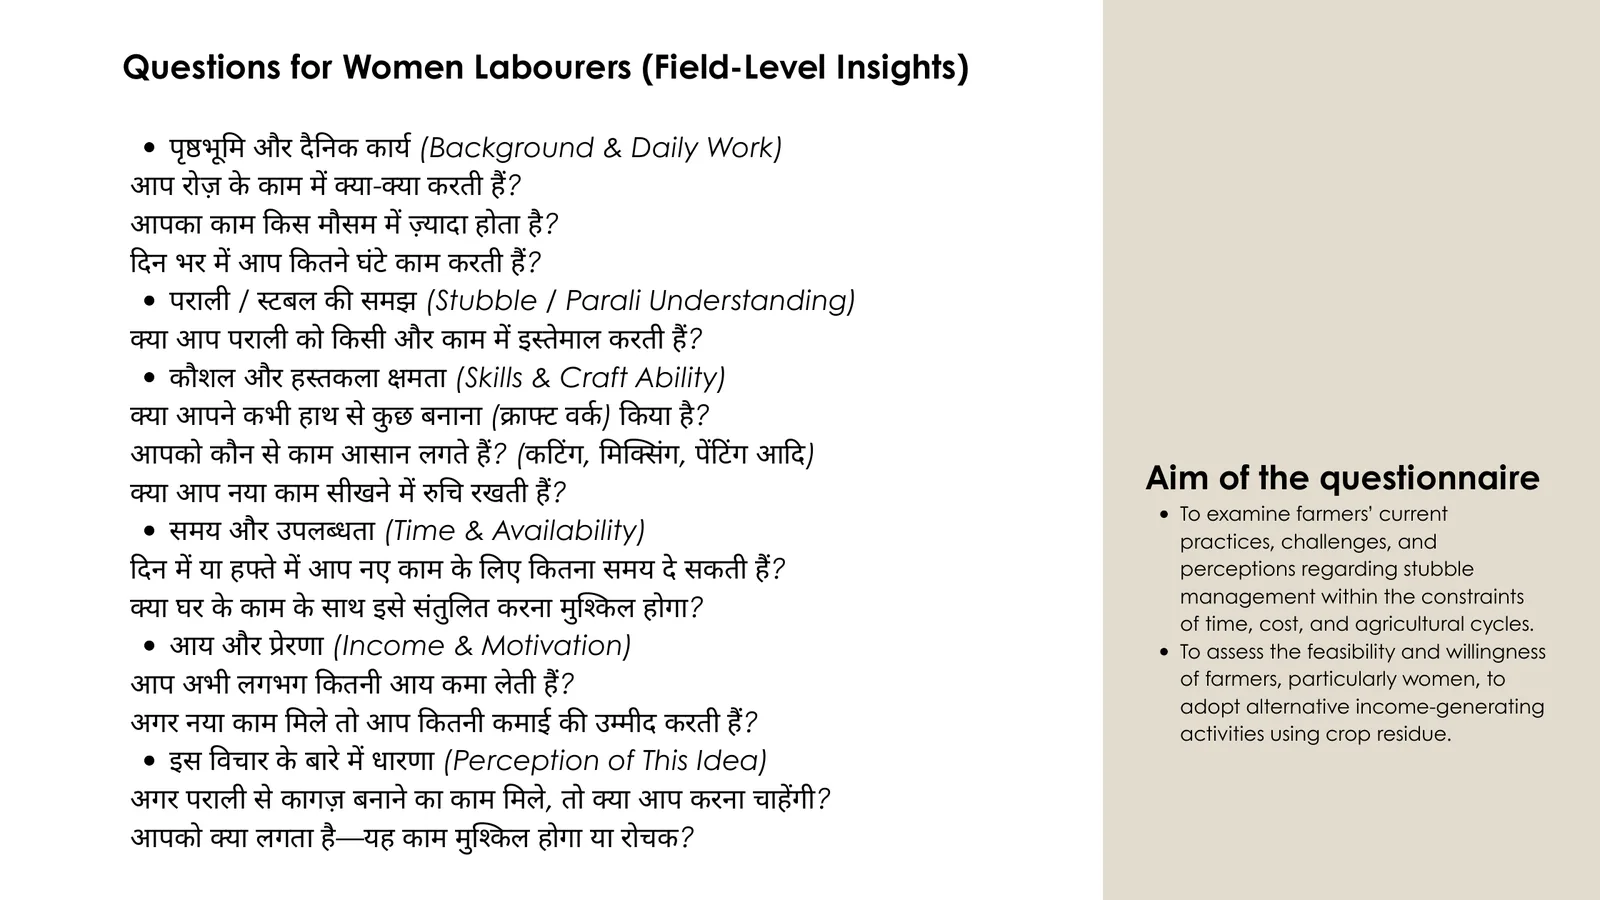 Questions for Women Labourers (Field-Level Insights)
• पृष्ठभूमि और दैनिक कार्य (Background & Daily Work)
आप रोज़ के काम में क्या-क्या करती हैं?
आपका काम किस मौसम में ज़्यादा होता है?
दिन भर में आप कितने घंटे काम करती हैं?
• पराली / स्टबल की समझ (Stubble / Parali Understanding)
क्या आप पराली को किसी और काम में इस्तेमाल करती हैं?
• कौशल और हस्तकला क्षमता (Skills & Craft Ability)
क्या आपने कभी हाथ से कुछ बनाना (क्राफ्ट वर्क) किया है?
आपको कौन से काम आसान लगते हैं? (कटिंग, मिक्सिंग, पेंटिंग आदि)
क्या आप नया काम सीखने में रुचि रखती हैं?
• समय और उपलब्धता (Time & Availability)
दिन में या हफ्ते में आप नए काम के लिए कितना समय दे सकती हैं?
क्या घर के काम के साथ इसे संतुलित करना मुश्किल होगा?
• आय और प्रेरणा (Income & Motivation)
आप अभी लगभग कितनी आय कमा लेती हैं?
अगर नया काम मिले तो आप कितनी कमाई की उम्मीद करती हैं?
• इस विचार के बारे में धारणा (Perception of This Idea)
अगर पराली से कागज़ बनाने का काम मिले, तो क्या आप करना चाहेंगी?
आपको क्या लगता है—यह काम मुश्किल होगा या रोचक?
Aim of the questionnaire
• To examine farmers' current
practices, challenges, and
perceptions regarding stubble
management within the constraints
of time, cost, and agricultural cycles.
• To assess the feasibility and willingness
of farmers, particularly women, to
adopt alternative income-generating
activities using crop residue.